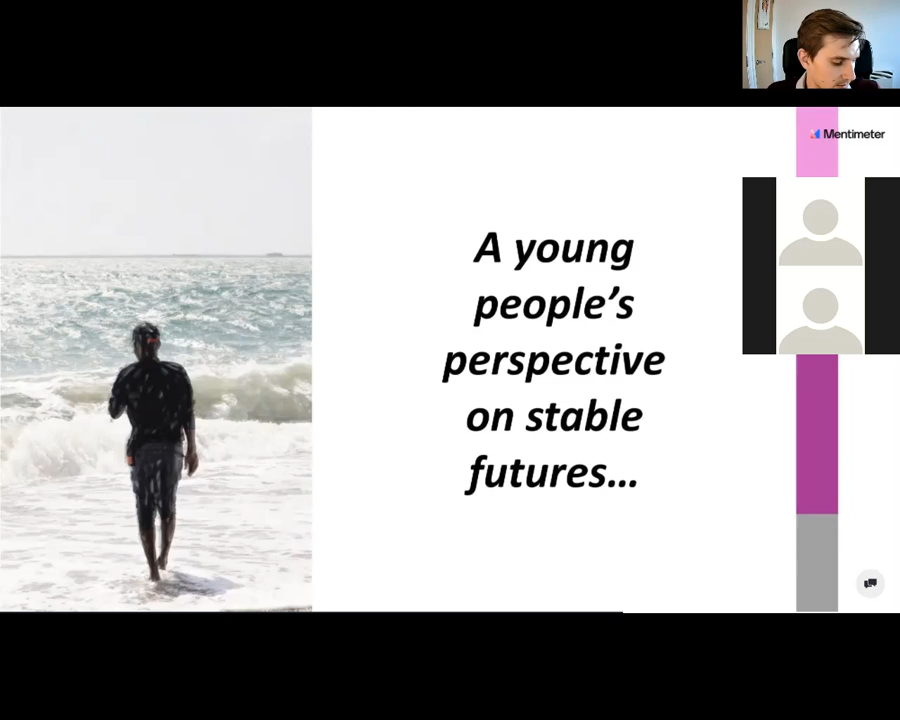 Mentimeter
A young
people's
perspective
on stable
futures...